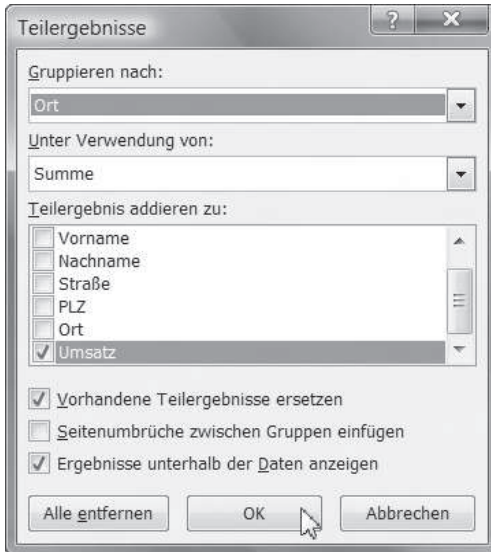 Teilergebnisse
Gruppieren nach:
Ort
Unter Verwendung von:
Summe
Teilergebnis addieren zu:
Vorname
Nachname
Straße
PLZ
Ort
Umsatz
Vorhandene Teilergebnisse ersetzen
Seitenumbrüche zwischen Gruppen einfügen
Ergebnisse unterhalb der Daten anzeigen
Alle entfernen OK Abbrechen